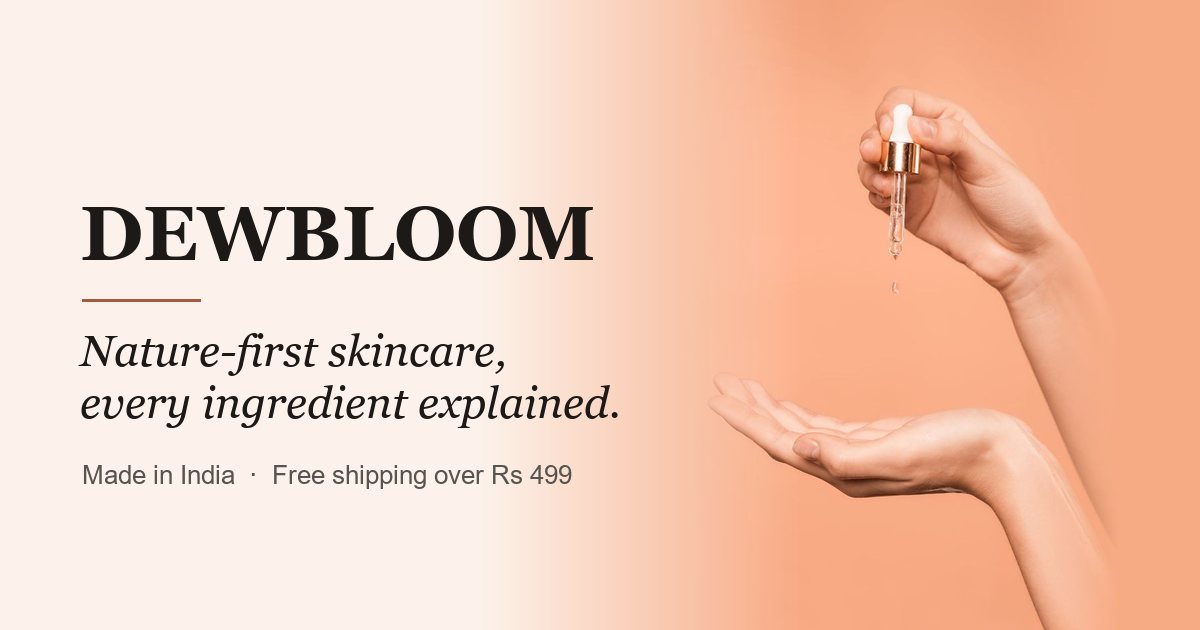 DEWBLOOM
Nature-first skincare,
every ingredient explained.
Made in India · Free shipping over Rs 499